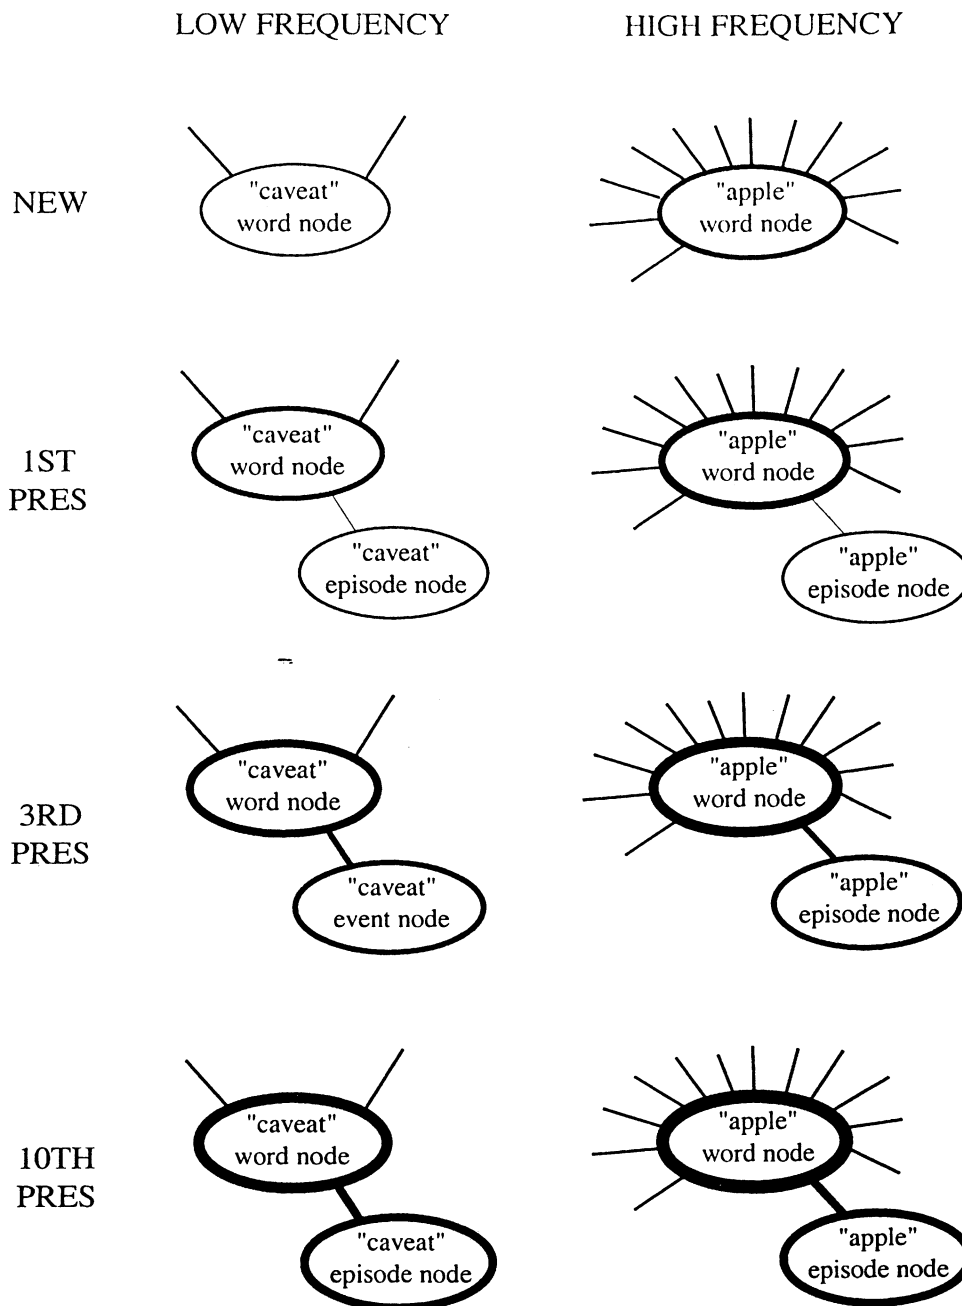 LOW FREQUENCY
HIGH FREQUENCY
NEW
"caveat"
word node
"apple"
word node
1ST
PRES
"caveat"
word node
"caveat"
episode node
"apple"
word node
"apple"
episode node
3RD
PRES
"caveat"
word node
"caveat"
event node
"apple"
word node
"apple"
episode node
10TH
PRES
"caveat"
word node
"caveat"
episode node
"apple"
word node
"apple"
episode node